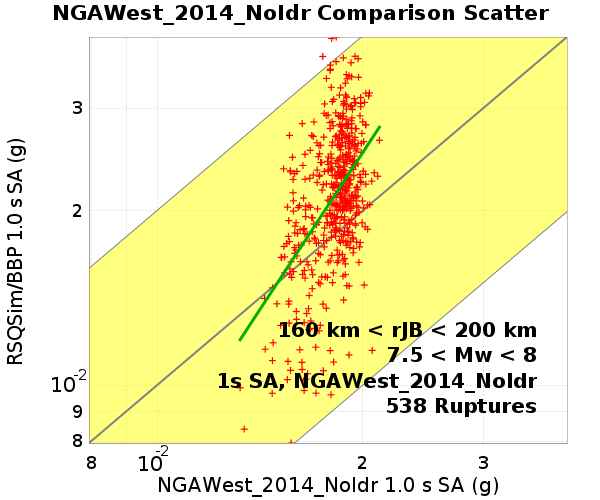 NGAWest_2014_NoIdr Comparison Scatter
RSQSim/BBP 1.0 s SA (g)
3
2
10-2
9
8
160 km < rJB < 200 km
7.5 < Mw < 8
1s SA, NGAWest_2014_NoIdr
538 Ruptures
8 10-2 2 3
NGAWest_2014_NoIdr 1.0 s SA (g)